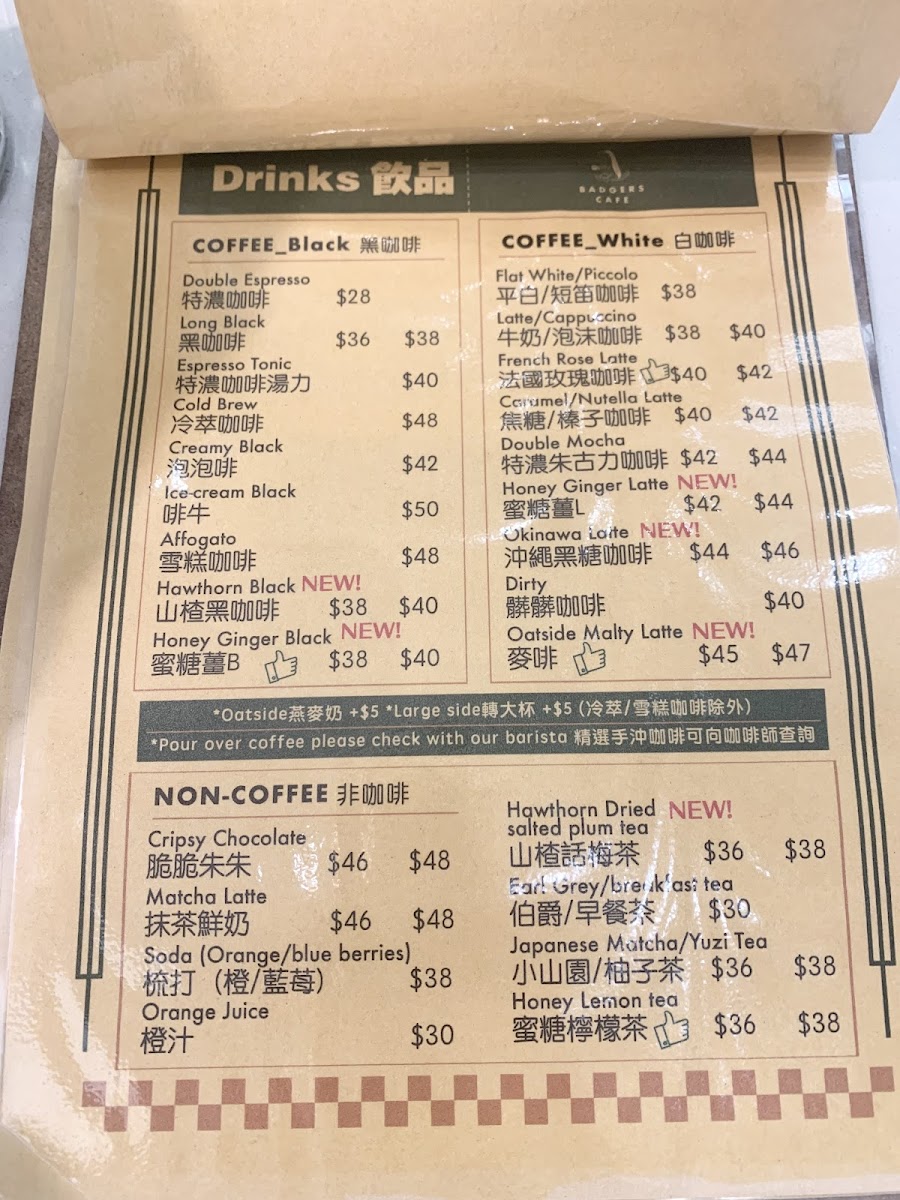 Drinks 飲品
BADGERS
CAFE
COFFEE_Black 黑咖啡
Double Espresso
特濃咖啡 $28
Long Black
黑咖啡 $36 $38
Espresso Tonic
特濃咖啡湯力 $40
Cold Brew
冷萃咖啡 $48
Creamy Black
泡泡啡 $42
Ice-cream Black
啡牛 $50
Affogato
雪糕咖啡 $48
Hawthorn Black NEW!
山楂黑咖啡 $38 $40
Honey Ginger Black NEW!
蜜糖薑B $38 $40
COFFEE_White 白咖啡
Flat White/Piccolo
平白/短笛咖啡 $38
Latte/Cappuccino
牛奶/泡沫咖啡 $38 $40
French Rose Latte
法國玫瑰咖啡 $40 $42
Caramel/Nutella Latte
焦糖/榛子咖啡 $40 $42
Double Mocha
特濃朱古力咖啡 $42 $44
Honey Ginger Latte NEW!
蜜糖薑L $42 $44
Okinawa Latte NEW!
沖繩黑糖咖啡 $44 $46
Dirty
髒髒咖啡 $40
Oatside Malty Latte NEW!
麥啡 $45 $47
*Oatside燕麥奶 +$5 *Large side轉大杯 +$5 (冷萃/雪糕咖啡除外)
*Pour over coffee please check with our barista 精選手沖咖啡可向咖啡師查詢
NON-COFFEE 非咖啡
Cripsy Chocolate
脆脆朱朱 $46 $48
Matcha Latte
抹茶鮮奶 $46 $48
Soda (Orange/blue berries)
梳打 (橙/藍莓) $38
Orange Juice
橙汁 $30
Hawthorn Dried NEW!
salted plum tea
山楂話梅茶 $36 $38
Earl Grey/breakfast tea
伯爵/早餐茶 $30
Japanese Matcha/Yuzi Tea
小山園/柚子茶 $36 $38
Honey Lemon tea
蜜糖檸檬茶 $36 $38